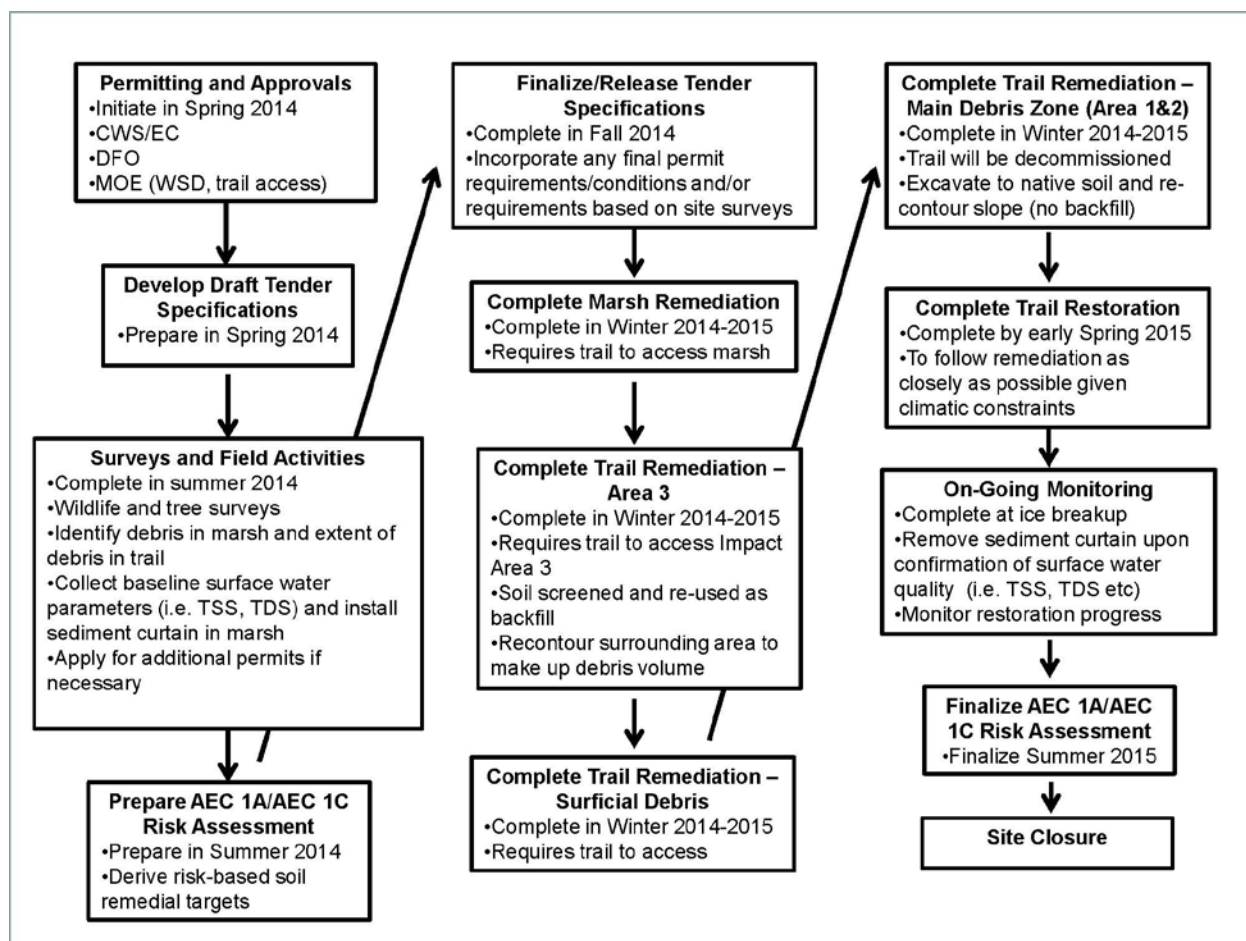 Permitting and Approvals
•Initiate in Spring 2014
•CWS/EC
•DFO
•MOE (WSD, trail access)
Develop Draft Tender
Specifications
•Prepare in Spring 2014
Surveys and Field Activities
•Complete in summer 2014
•Wildlife and tree surveys
•Identify debris in marsh and extent of
debris in trail
•Collect baseline surface water
parameters (i.e. TSS, TDS) and install
sediment curtain in marsh
•Apply for additional permits if
necessary
Prepare AEC 1A/AEC 1C
Risk Assessment
•Prepare in Summer 2014
•Derive risk-based soil
remedial targets
Finalize/Release Tender
Specifications
•Complete in Fall 2014
•Incorporate any final permit
requirements/conditions and/or
requirements based on site surveys
Complete Marsh Remediation
•Complete in Winter 2014-2015
•Requires trail to access marsh
Complete Trail Remediation –
Area 3
•Complete in Winter 2014-2015
•Requires trail to access Impact
Area 3
•Soil screened and re-used as
backfill
•Recontour surrounding area to
make up debris volume
Complete Trail Remediation –
Surficial Debris
•Complete in Winter 2014-2015
•Requires trail to access
Complete Trail Remediation –
Main Debris Zone (Area 1&2)
•Complete in Winter 2014-2015
•Trail will be decommissioned
•Excavate to native soil and re-
contour slope (no backfill)
Complete Trail Restoration
•Complete by early Spring 2015
•To follow remediation as
closely as possible given
climatic constraints
On-Going Monitoring
•Complete at ice breakup
•Remove sediment curtain upon
confirmation of surface water
quality (i.e. TSS, TDS etc)
•Monitor restoration progress
Finalize AEC 1A/AEC
1C Risk Assessment
•Finalize Summer 2015
Site Closure